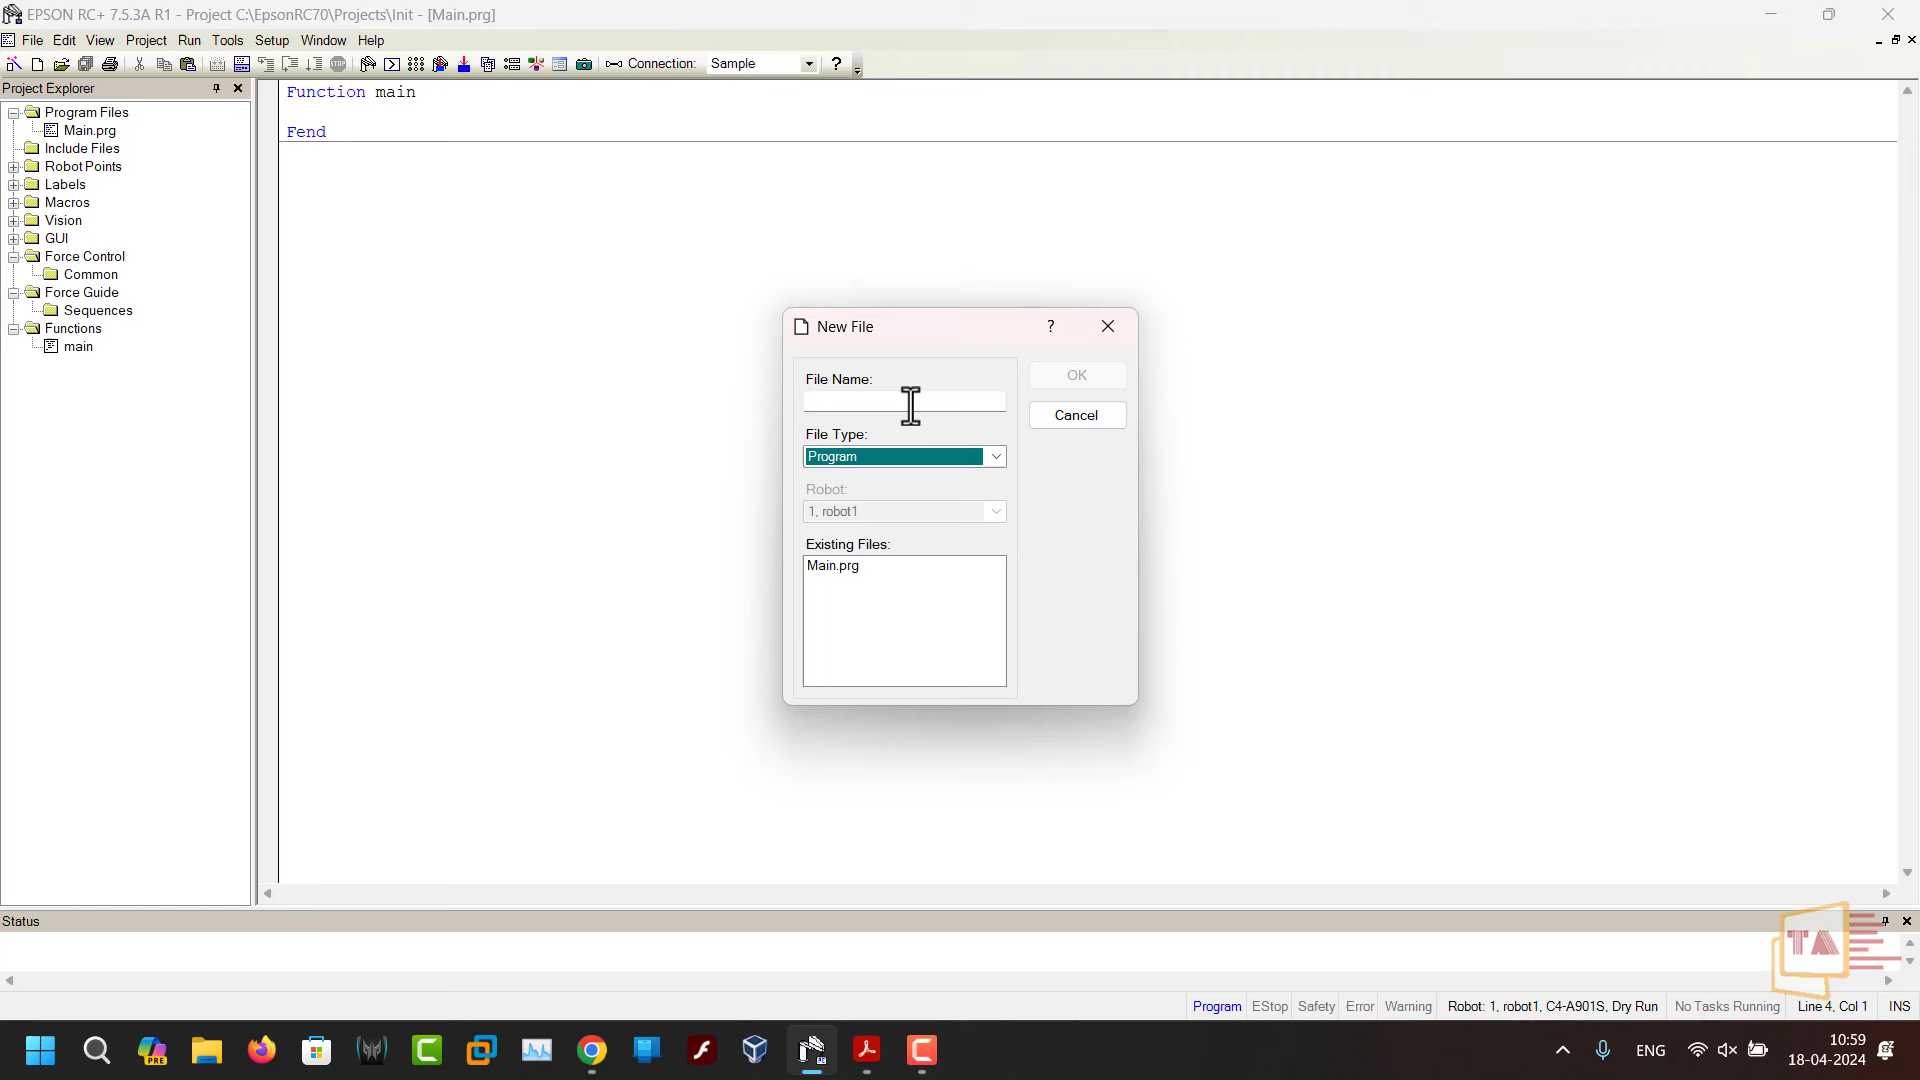 EPSON RC+ 7.5.3A R1 - Project C:\EpsonRC70\Projects\Init - [Main.prg]
File Edit View Project Run Tools Setup Window Help
Connection: Sample ?
Project Explorer
Program Files
Main.prg
Include Files
Robot Points
Labels
Macros
Vision
GUI
Force Control
Common
Force Guide
Sequences
Functions
main
Function main
Fend
New File ?
File Name:
OK
Cancel
File Type:
Program
Robot:
1, robot1
Existing Files:
Main.prg
Status
TA
Program EStop Safety Error Warning Robot: 1, robot1, C4-A901S, Dry Run No Tasks Running Line 4, Col 1 INS
PRE
ENG
10:59
18-04-2024